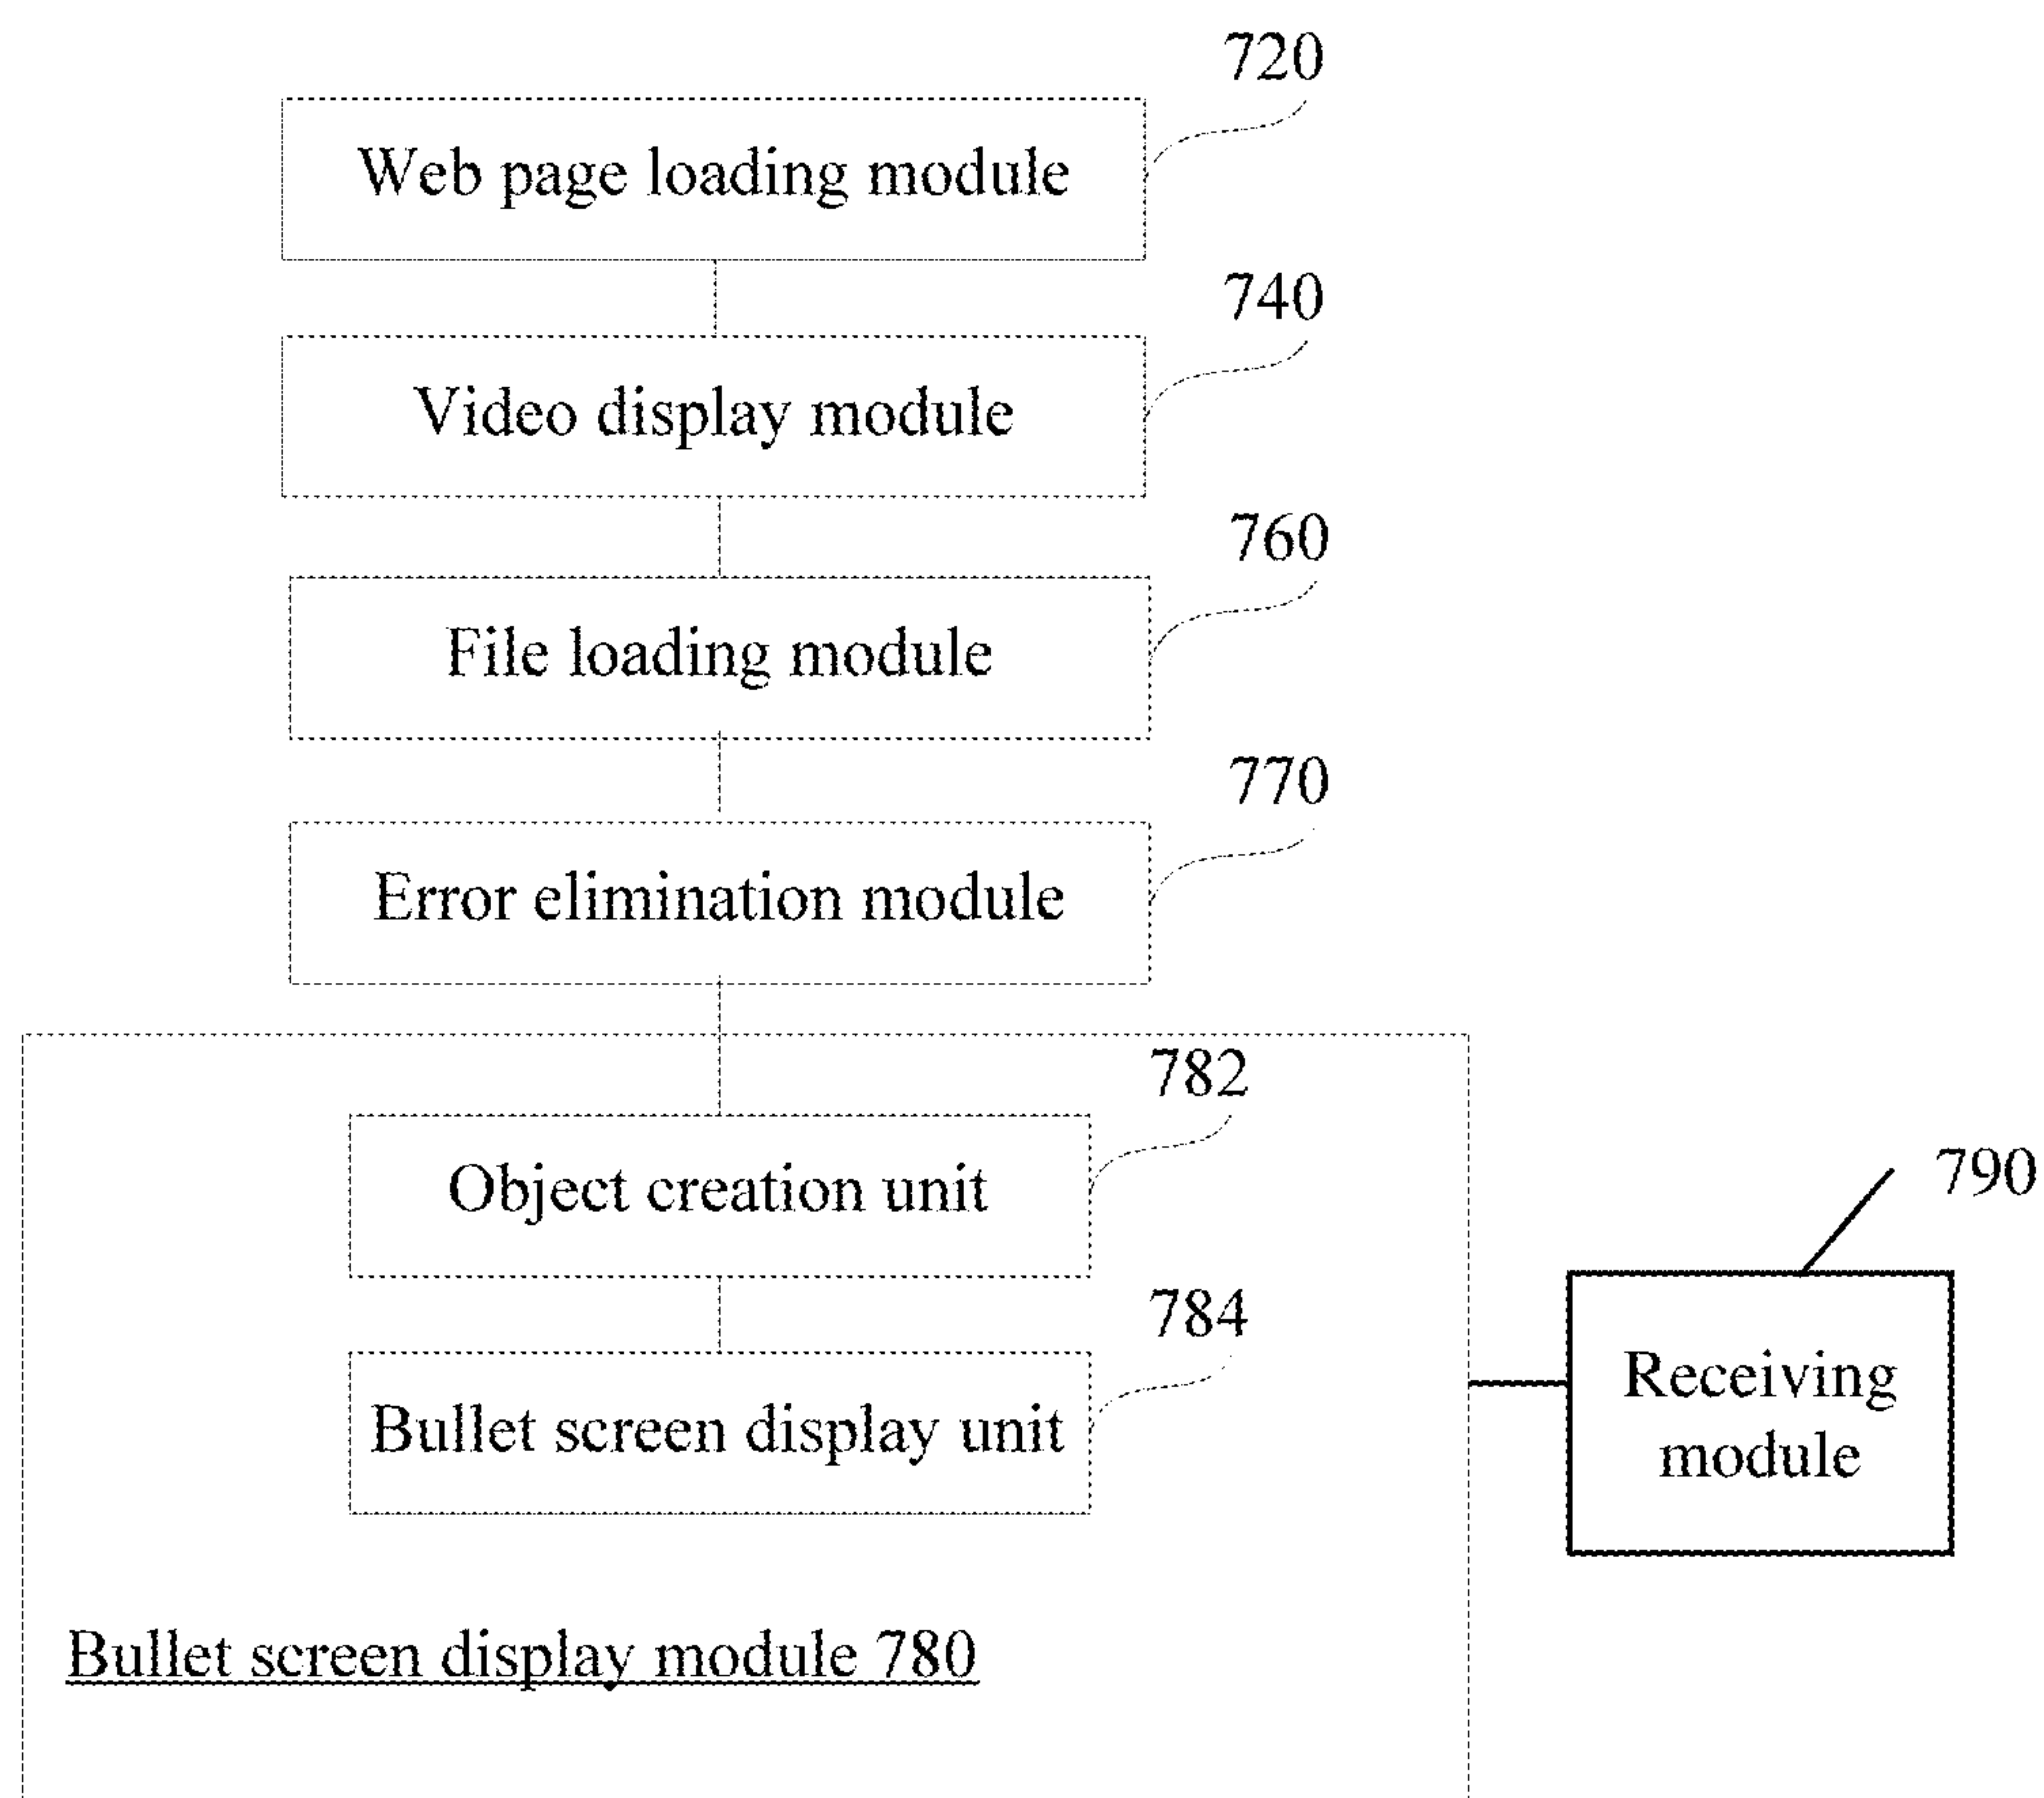 720
Web page loading module
740
Video display module
760
File loading module
770
Error elimination module
782
Object creation unit
790
784
Receiving
module
Bullet screen display unit
Bullet screen display module 780